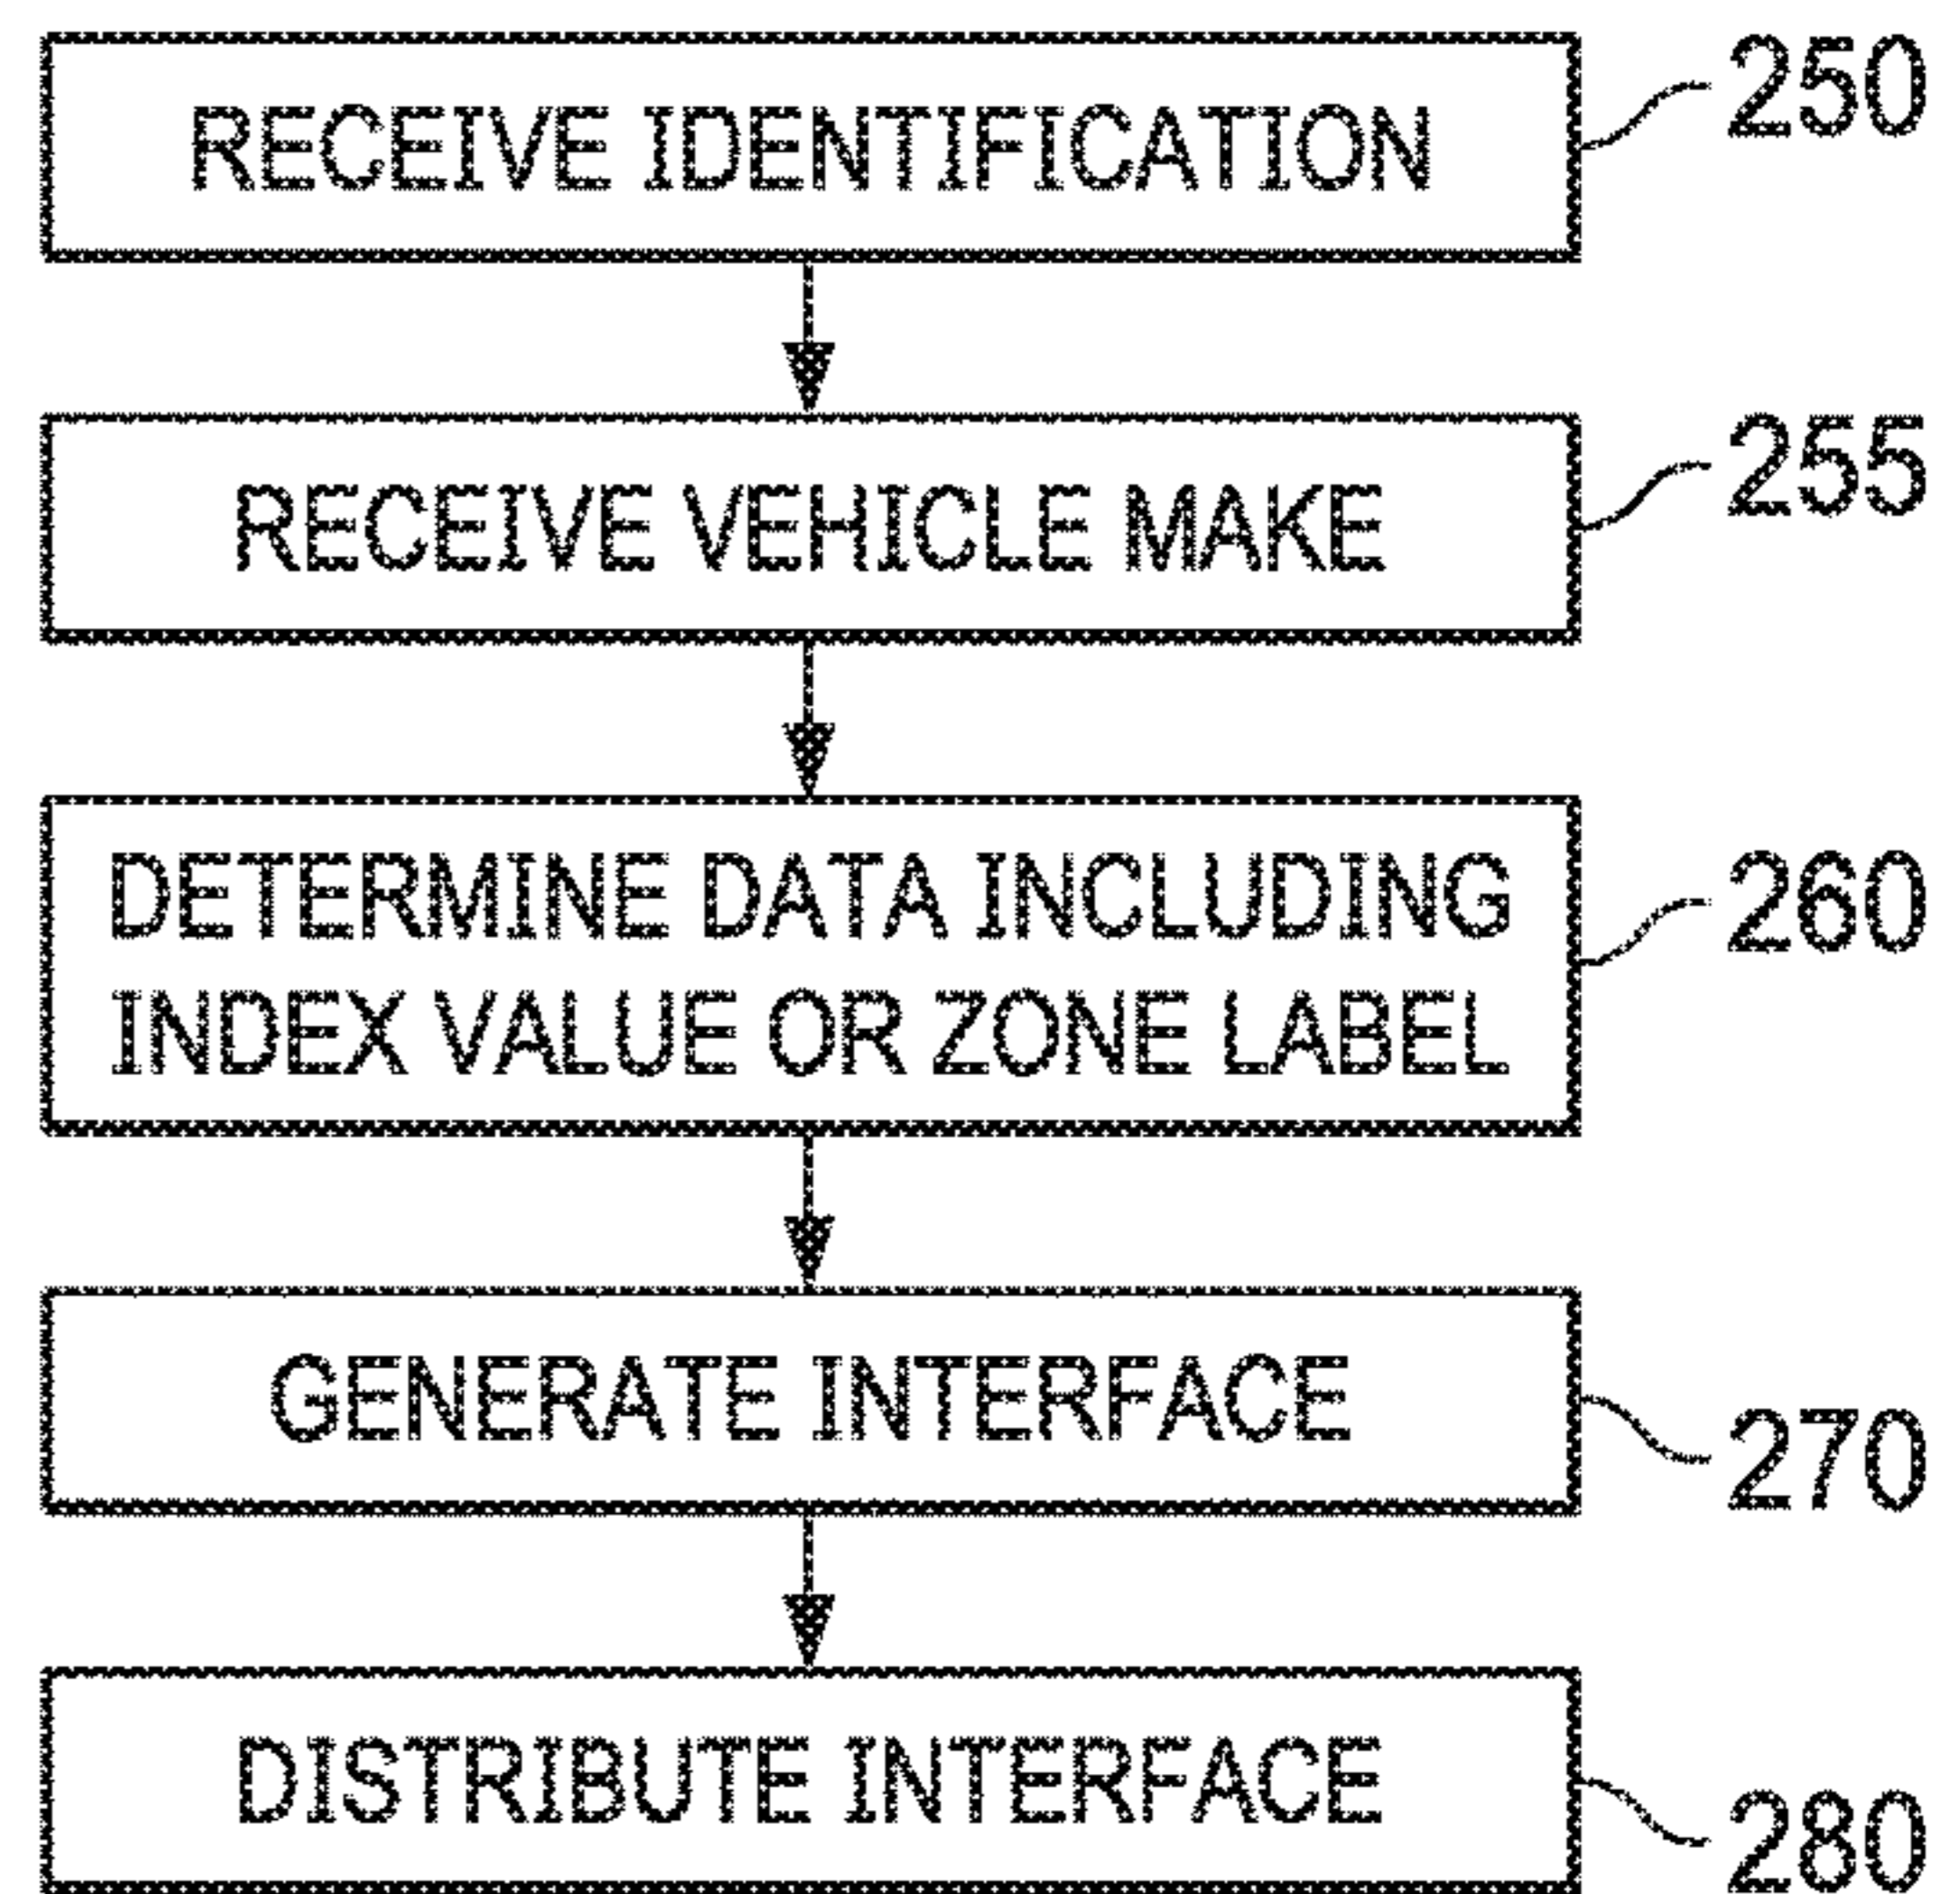 RECEIVE IDENTIFICATION
250
RECEIVE VEHICLE MAKE
255
DETERMINE DATA INCLUDING
INDEX VALUE OR ZONE LABEL
260
GENERATE INTERFACE
270
DISTRIBUTE INTERFACE
280